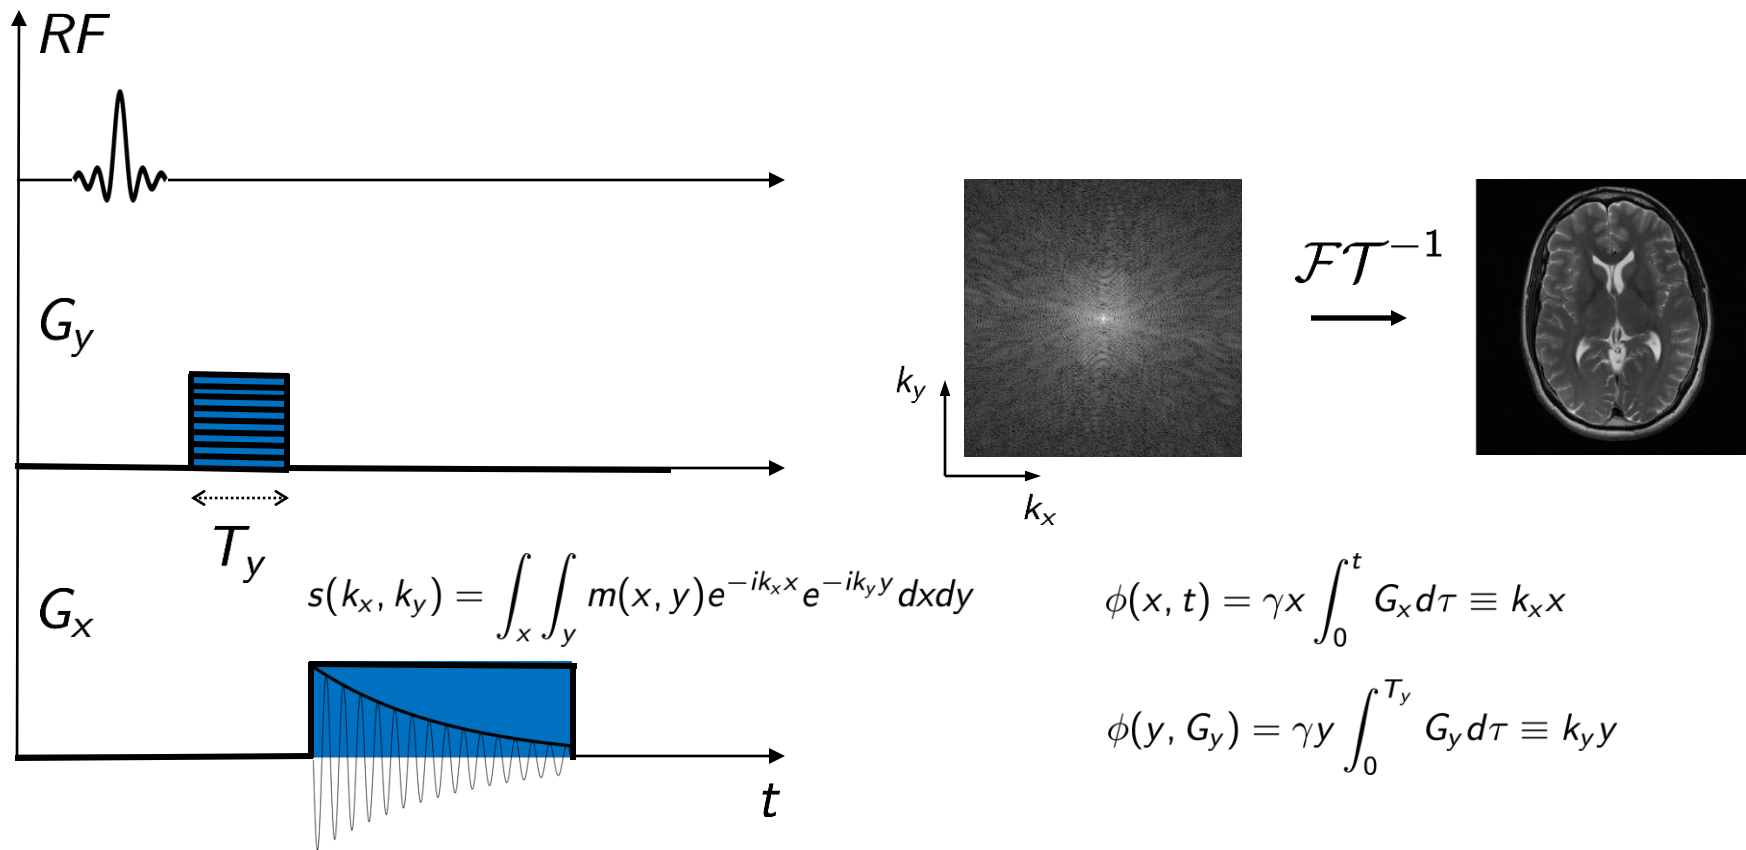 RF
G_y
T_y
G_x
t
s(k_x, k_y) = ∫_x ∫_y m(x, y)e^{−ik_x x} e^{−ik_y y} dxdy
k_y
k_x
ℱ𝒯^{−1}
ϕ(x, t) = γx ∫_0^t G_x dτ ≡ k_x x
ϕ(y, G_y) = γy ∫_0^{T_y} G_y dτ ≡ k_y y